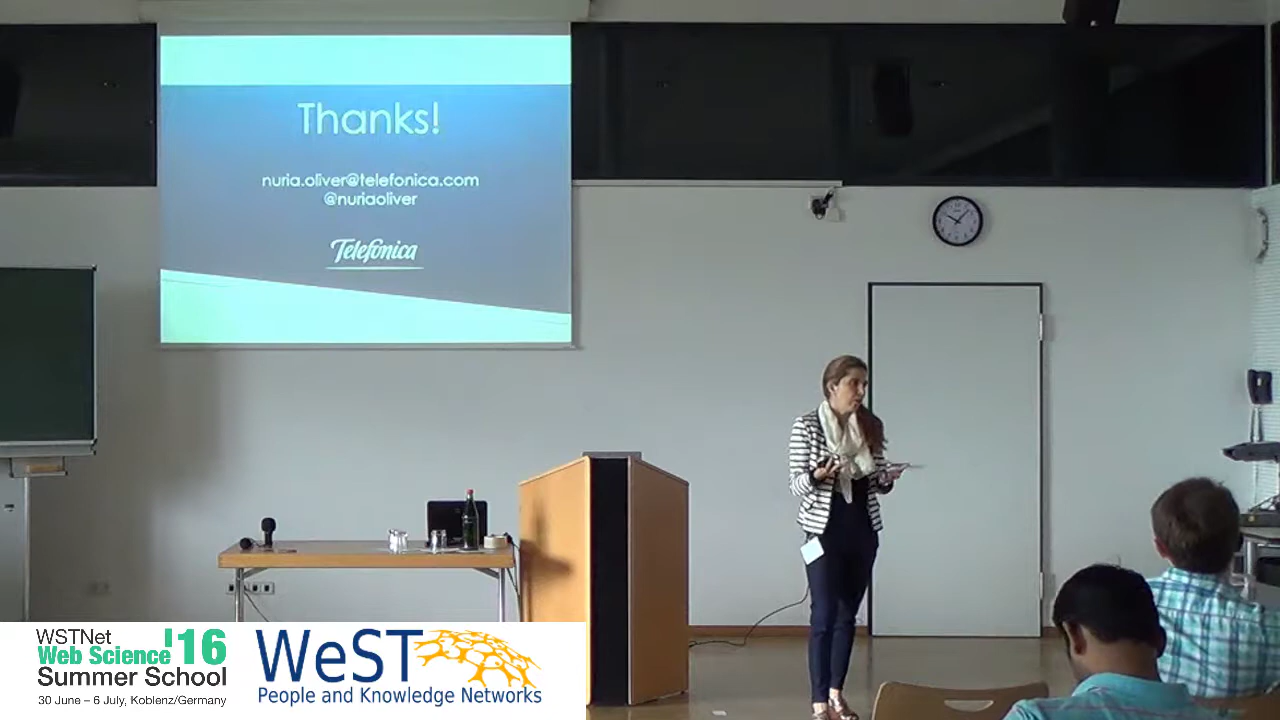 Thanks!
nuria.oliver@telefonica.com
@nuriaoliver
Telefónica
WSTNet
Web Science '16
Summer School
30 June – 6 July, Koblenz/Germany
WeST
People and Knowledge Networks